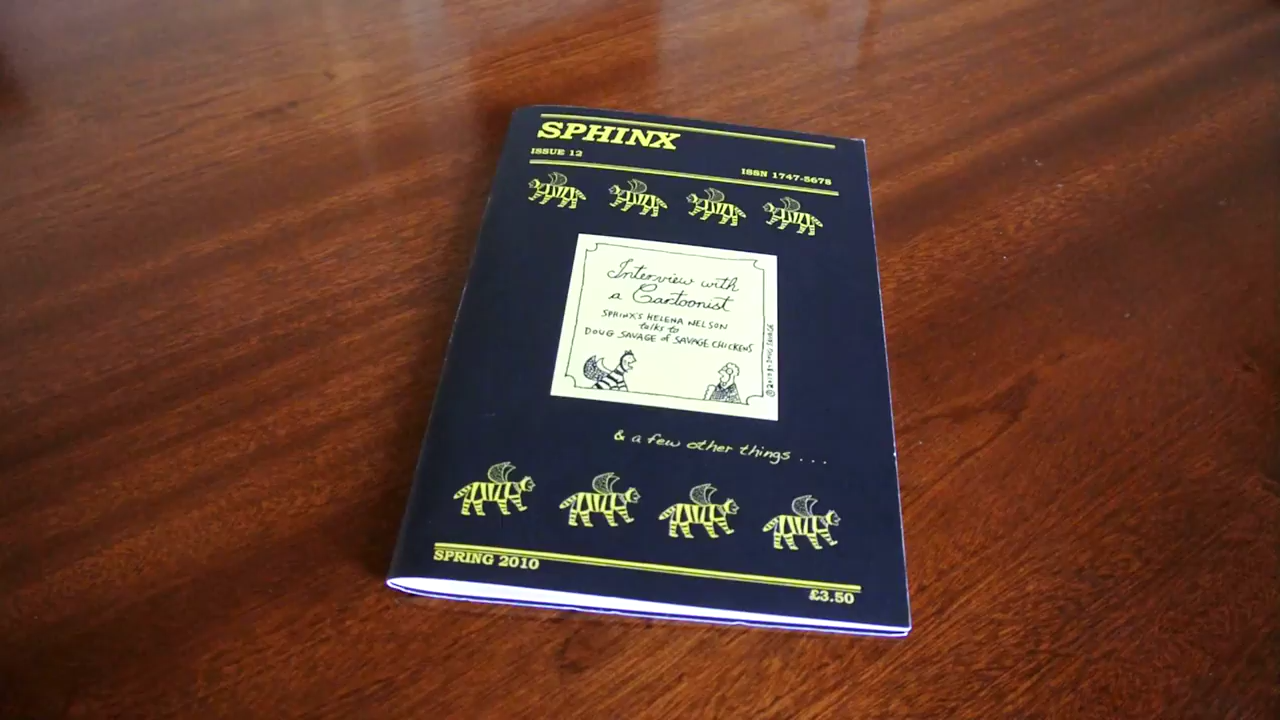 SPHINX
ISSUE 12
ISSN 1747-5678
Interview with
a Cartoonist
SPHINX'S HELENA NELSON
talks to
DOUG SAVAGE of SAVAGE CHICKENS
& a few other things . . .
SPRING 2010
£3.50